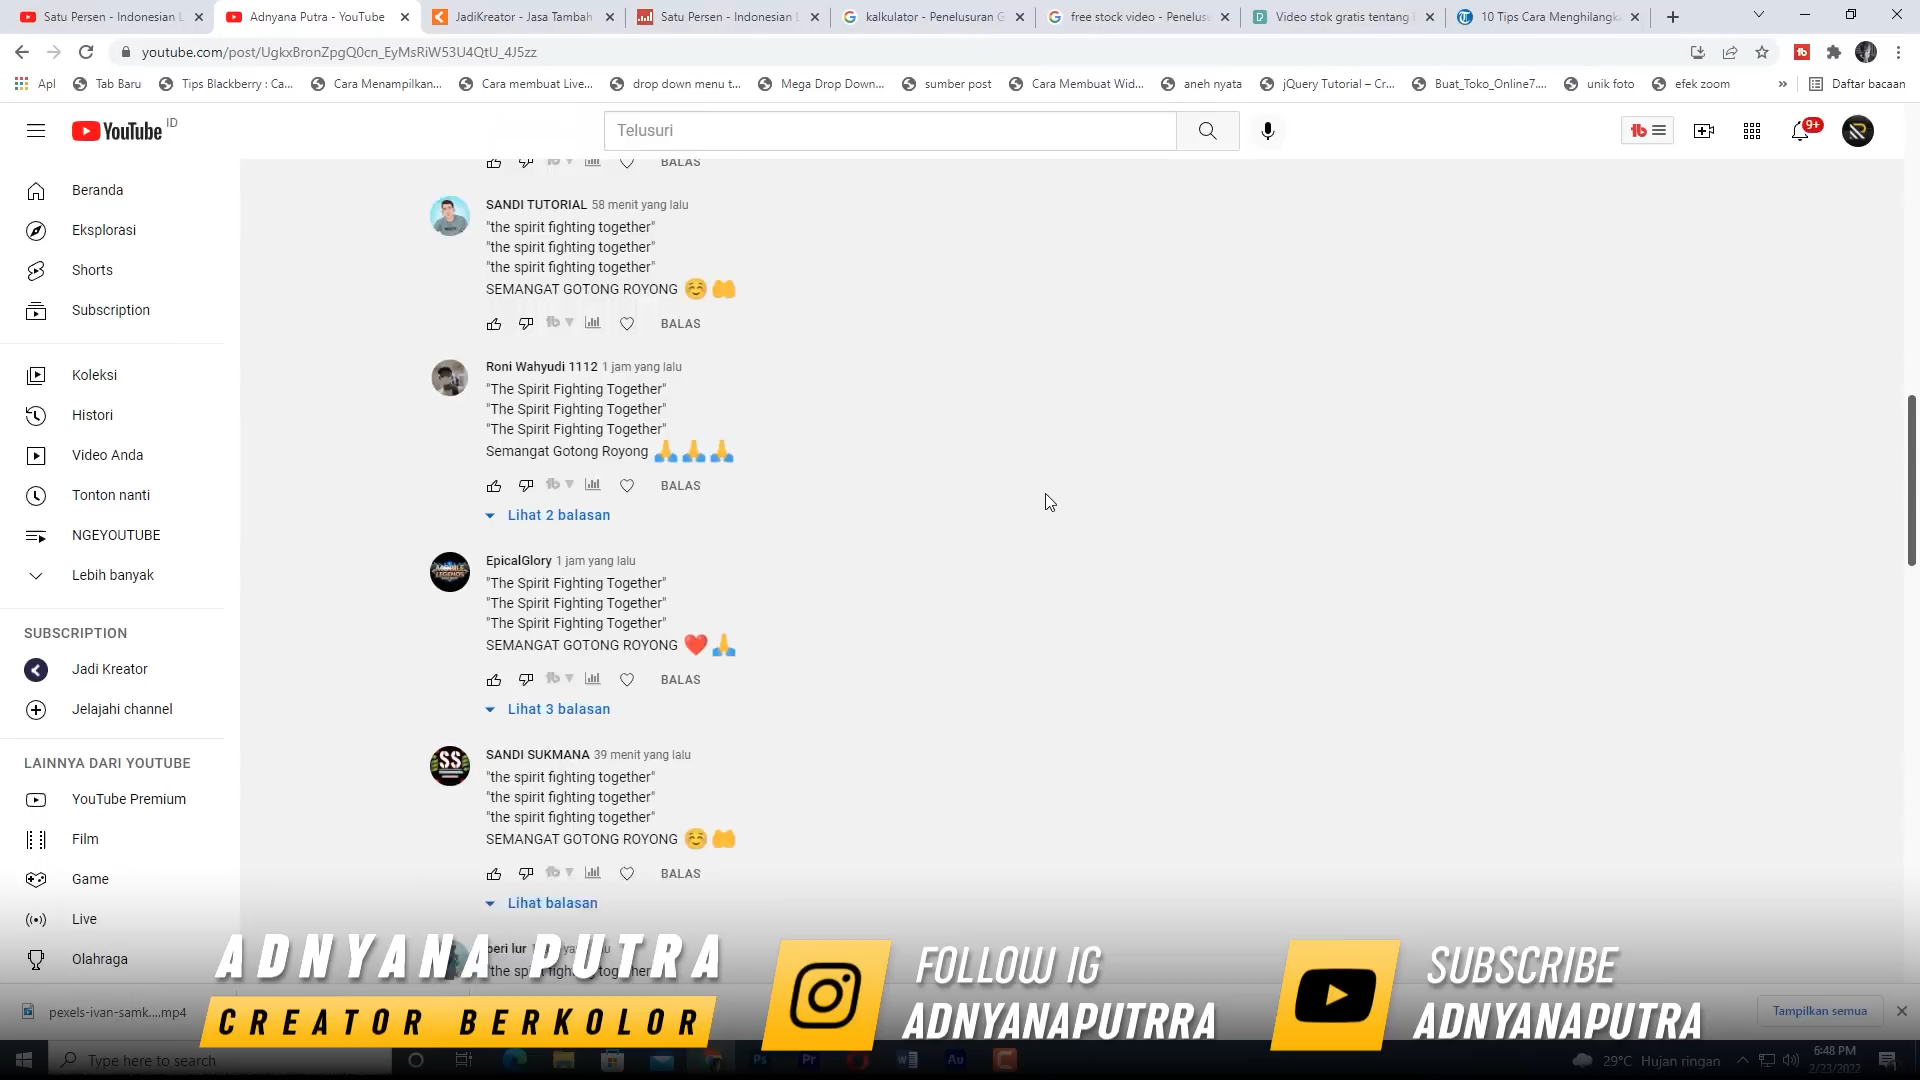 Satu Persen - Indonesian L
Adnyana Putra - YouTube
JadiKreator - Jasa Tambah
Satu Persen - Indonesian L
kalkulator - Penelusuran G
free stock video - Penelus
Video stok gratis tentang
10 Tips Cara Menghilangk
youtube.com/post/UgkxBronZpgQ0cn_EyMsRiW53U4QtU_4J5zz
Apl
Tab Baru
Tips Blackberry : Ca...
Cara Menampilkan...
Cara membuat Live...
drop down menu t...
Mega Drop Down...
sumber post
Cara Membuat Wid...
aneh nyata
jQuery Tutorial – Cr...
Buat_Toko_Online7....
unik foto
efek zoom
»
Daftar bacaan
YouTube ID
Telusuri
9+
Beranda
Eksplorasi
Shorts
Subscription
Koleksi
Histori
Video Anda
Tonton nanti
NGEYOUTUBE
Lebih banyak
SUBSCRIPTION
Jadi Kreator
Jelajahi channel
LAINNYA DARI YOUTUBE
YouTube Premium
Film
Game
Live
Olahraga
BALAS
SANDI TUTORIAL 58 menit yang lalu
"the spirit fighting together"
"the spirit fighting together"
"the spirit fighting together"
SEMANGAT GOTONG ROYONG ☺️🤲
BALAS
Roni Wahyudi 1112 1 jam yang lalu
"The Spirit Fighting Together"
"The Spirit Fighting Together"
"The Spirit Fighting Together"
Semangat Gotong Royong 🙏🙏🙏
BALAS
Lihat 2 balasan
EpicalGlory 1 jam yang lalu
"The Spirit Fighting Together"
"The Spirit Fighting Together"
"The Spirit Fighting Together"
SEMANGAT GOTONG ROYONG ❤️🙏
BALAS
Lihat 3 balasan
SANDI SUKMANA 39 menit yang lalu
"the spirit fighting together"
"the spirit fighting together"
"the spirit fighting together"
SEMANGAT GOTONG ROYONG ☺️🤲
BALAS
Lihat balasan
beri lur
"the spirit fighting together"
ADNYANA PUTRA
CREATOR BERKOLOR
FOLLOW IG
ADNYANAPUTRRA
SUBSCRIBE
ADNYANAPUTRA
pexels-ivan-samk....mp4
Tampilkan semua
Type here to search
29°C Hujan ringan
6:48 PM
2/23/2022